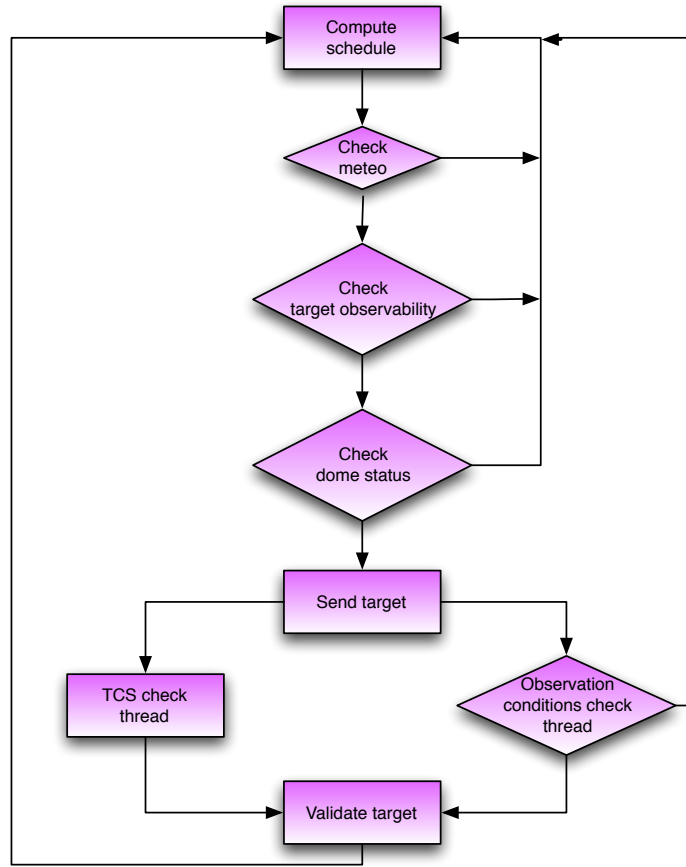 Compute
schedule
Check
meteo
Check
target observability
Check
dome status
Send target
TCS check
thread
Observation
conditions check
thread
Validate target